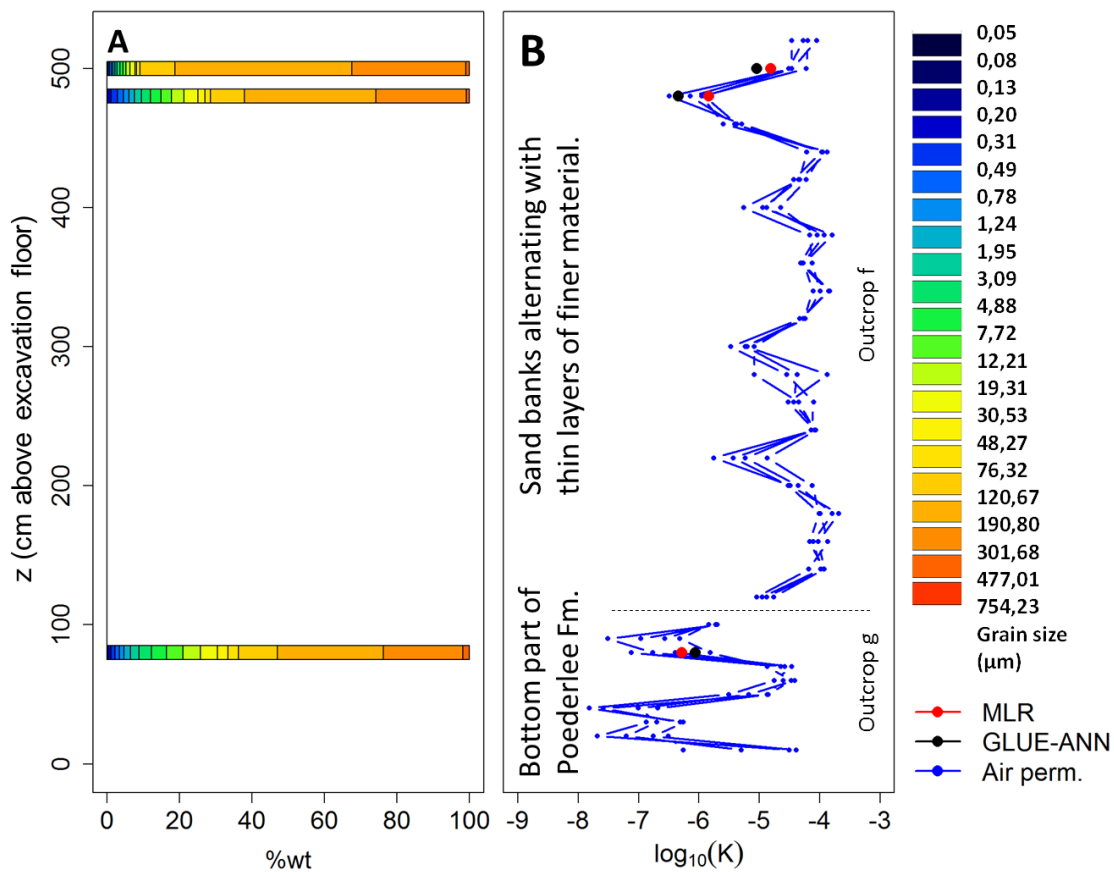 A
500
400
300
200
100
0
z (cm above excavation floor)
0
20
40
60
80
100
%wt
B
Sand banks alternating with
thin layers of finer material.
Bottom part of
Poederlee Fm.
Outcrop f
Outcrop g
-9
-8
-7
-6
-5
-4
-3
log10(K)
0,05
0,08
0,13
0,20
0,31
0,49
0,78
1,24
1,95
3,09
4,88
7,72
12,21
19,31
30,53
48,27
76,32
120,67
190,80
301,68
477,01
754,23
Grain size
(μm)
MLR
GLUE-ANN
Air perm.